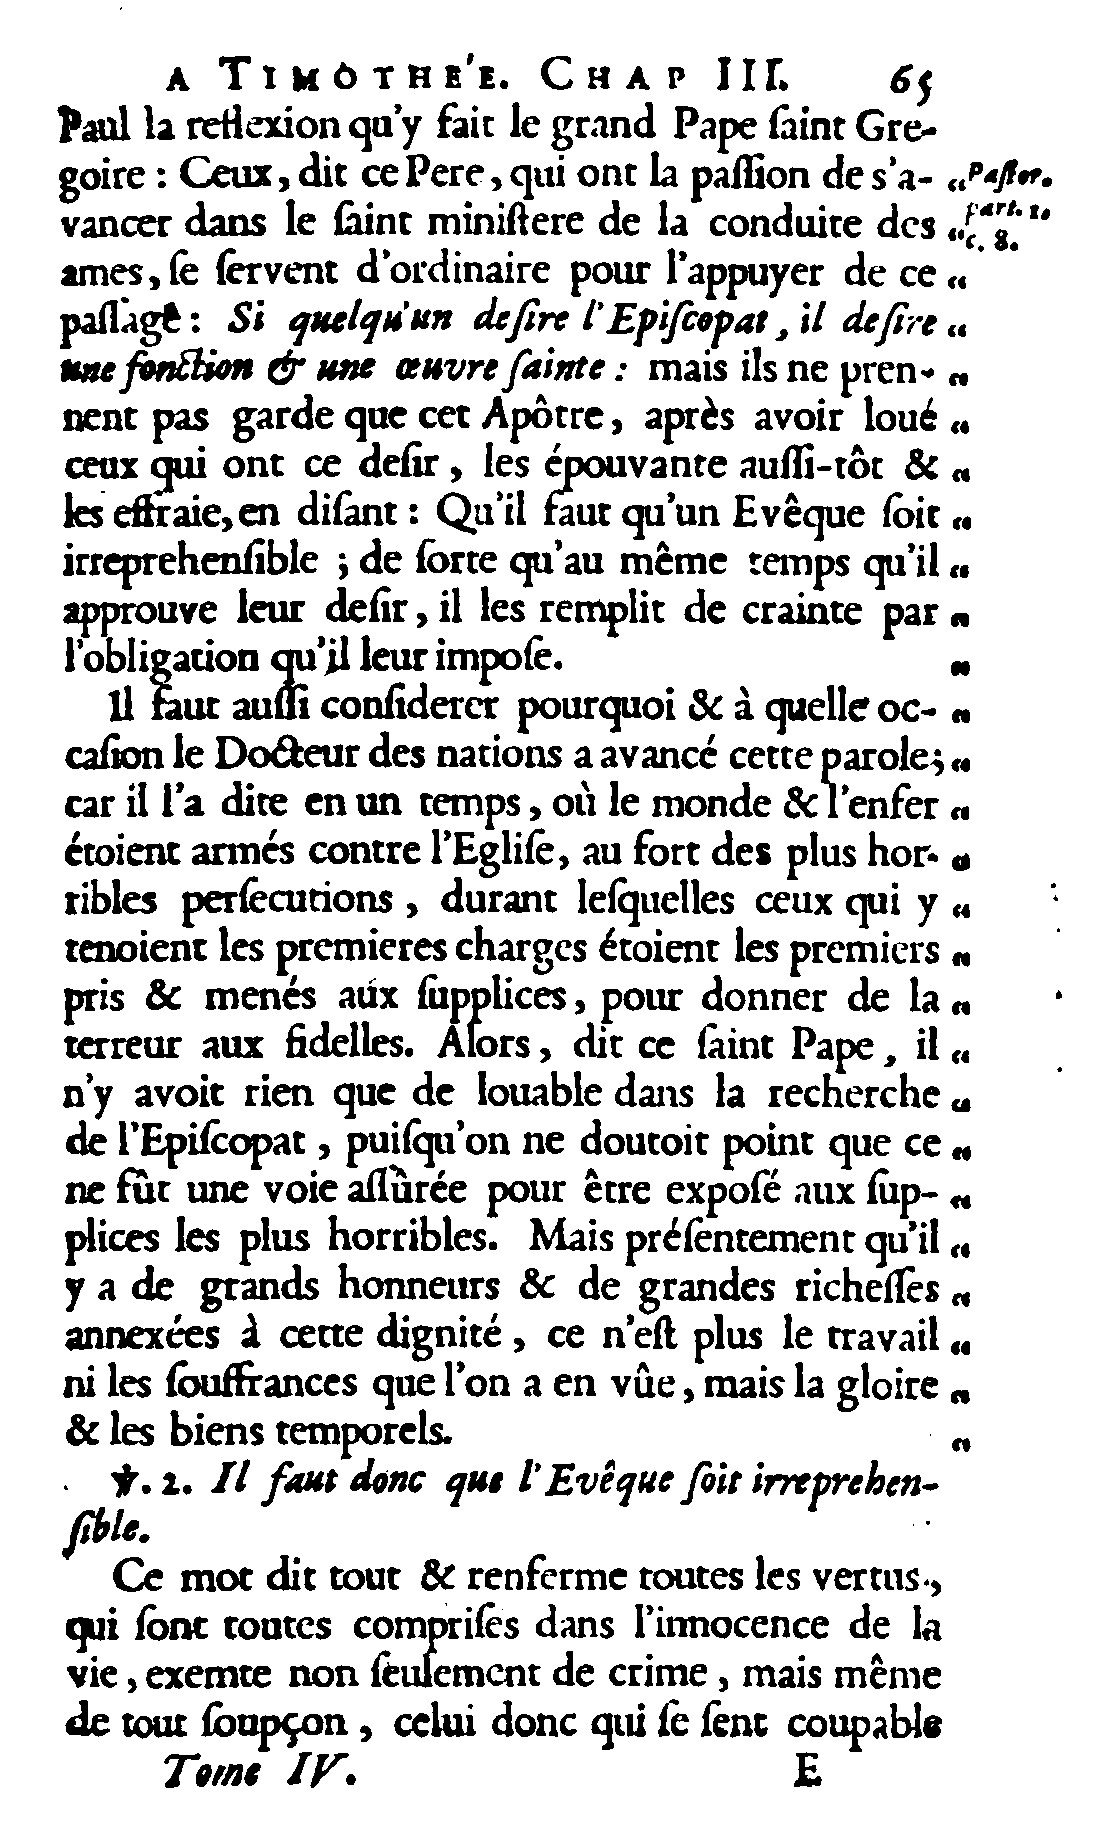 A TIMOTHE'E. CHAP III. 65
Paul la reflexion qu'y fait le grand Pape ſaint Gre-
goire : Ceux, dit ce Pere, qui ont la paſſion de s'a- „ Paſtor.
vancer dans le ſaint miniſtere de la conduite des „ part. 1.
„ c. 8.
ames, ſe ſervent d'ordinaire pour l'appuyer de ce „
paſſage : Si quelqu'un deſire l'Epiſcopat, il deſire „
une fonction & une œuvre ſainte : mais ils ne pren- „
nent pas garde que cet Apôtre, après avoir loué „
ceux qui ont ce deſir, les épouvante auſſi-tôt & „
les effraie, en diſant : Qu'il faut qu'un Evêque ſoit „
irreprehenſible ; de ſorte qu'au même temps qu'il „
approuve leur deſir, il les remplit de crainte par „
l'obligation qu'il leur impoſe. „
Il faut auſſi conſiderer pourquoi & à quelle oc- „
caſion le Docteur des nations a avancé cette parole; „
car il l'a dite en un temps, où le monde & l'enfer „
étoient armés contre l'Egliſe, au fort des plus hor- „
ribles perſecutions, durant leſquelles ceux qui y „
tenoient les premieres charges étoient les premiers „
pris & menés aux ſupplices, pour donner de la „
terreur aux fidelles. Alors, dit ce ſaint Pape, il „
n'y avoit rien que de louable dans la recherche „
de l'Epiſcopat, puiſqu'on ne doutoit point que ce „
ne fût une voie aſſûrée pour être expoſé aux ſup- „
plices les plus horribles. Mais préſentement qu'il „
y a de grands honneurs & de grandes richeſſes „
annexées à cette dignité, ce n'eſt plus le travail „
ni les ſouffrances que l'on a en vûe, mais la gloire „
& les biens temporels. „
℣. 2. Il faut donc que l'Evêque ſoit irreprehen-
ſible.
Ce mot dit tout & renferme toutes les vertus,
qui ſont toutes compriſes dans l'innocence de la
vie, exemte non ſeulement de crime, mais même
de tout ſoupçon, celui donc qui ſe ſent coupable
Tome IV. E